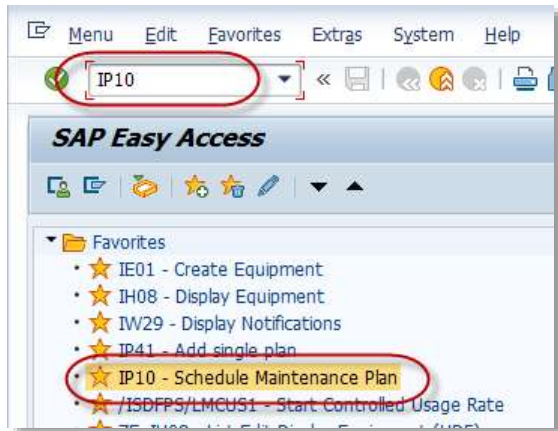 Menu Edit Favorites Extras System Help
IP10
SAP Easy Access
Favorites
IE01 - Create Equipment
IH08 - Display Equipment
IW29 - Display Notifications
IP41 - Add single plan
IP10 - Schedule Maintenance Plan
/ISDFPS/LMCUS1 - Start Controlled Usage Rate